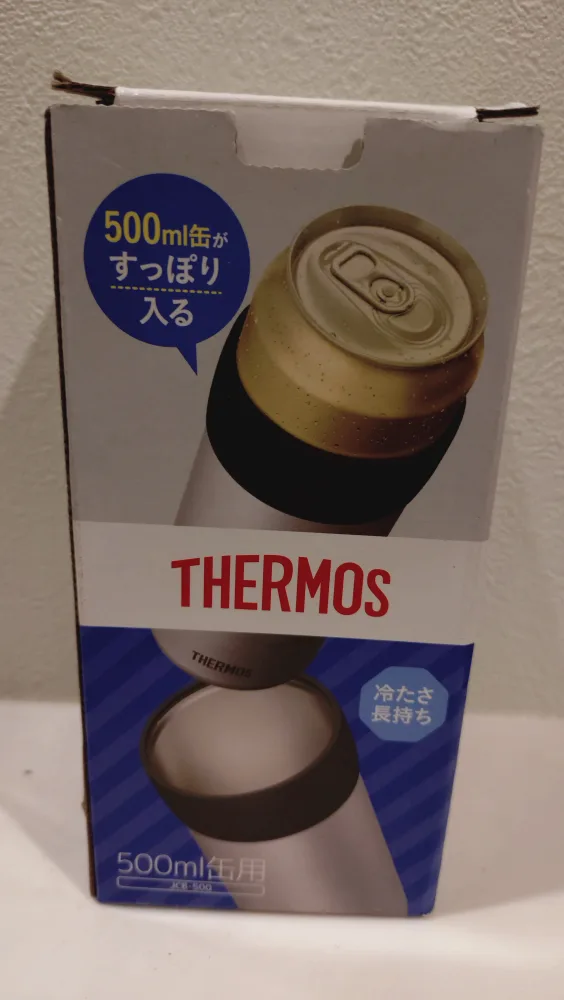 500ml缶が
すっぽり
入る
THERMOS
THERMOS
冷たさ
長持ち
500ml缶用
JCB-500